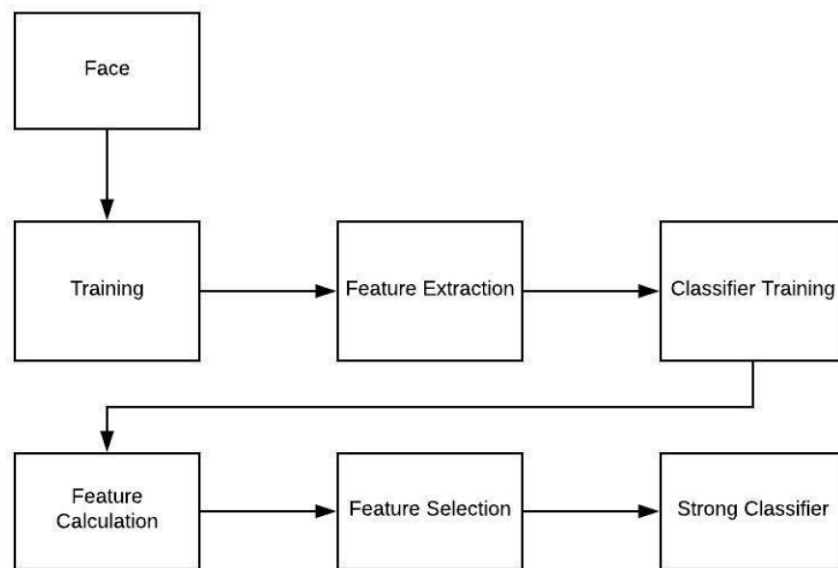 Face
Training
Feature Extraction
Classifier Training
Feature
Calculation
Feature Selection
Strong Classifier